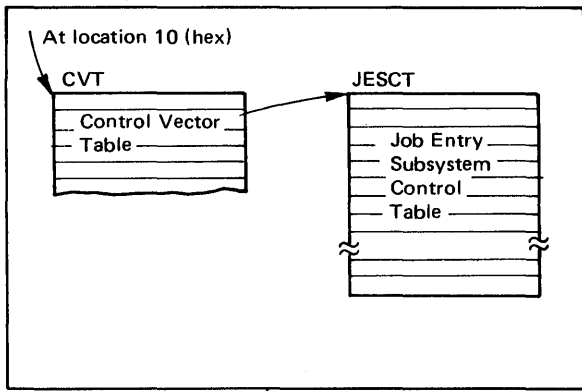 At location 10 (hex)
CVT
Control Vector
Table
JESCT
Job Entry
Subsystem
Control
Table